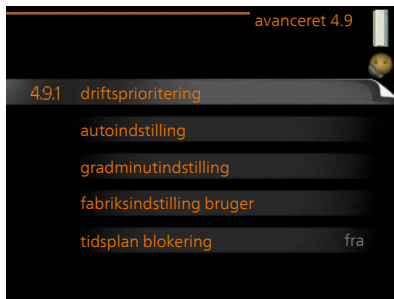 avanceret 4.9
4.9.1 driftsprioritering
autoindstilling
gradminutindstilling
fabriksindstilling bruger
tidsplan blokering fra